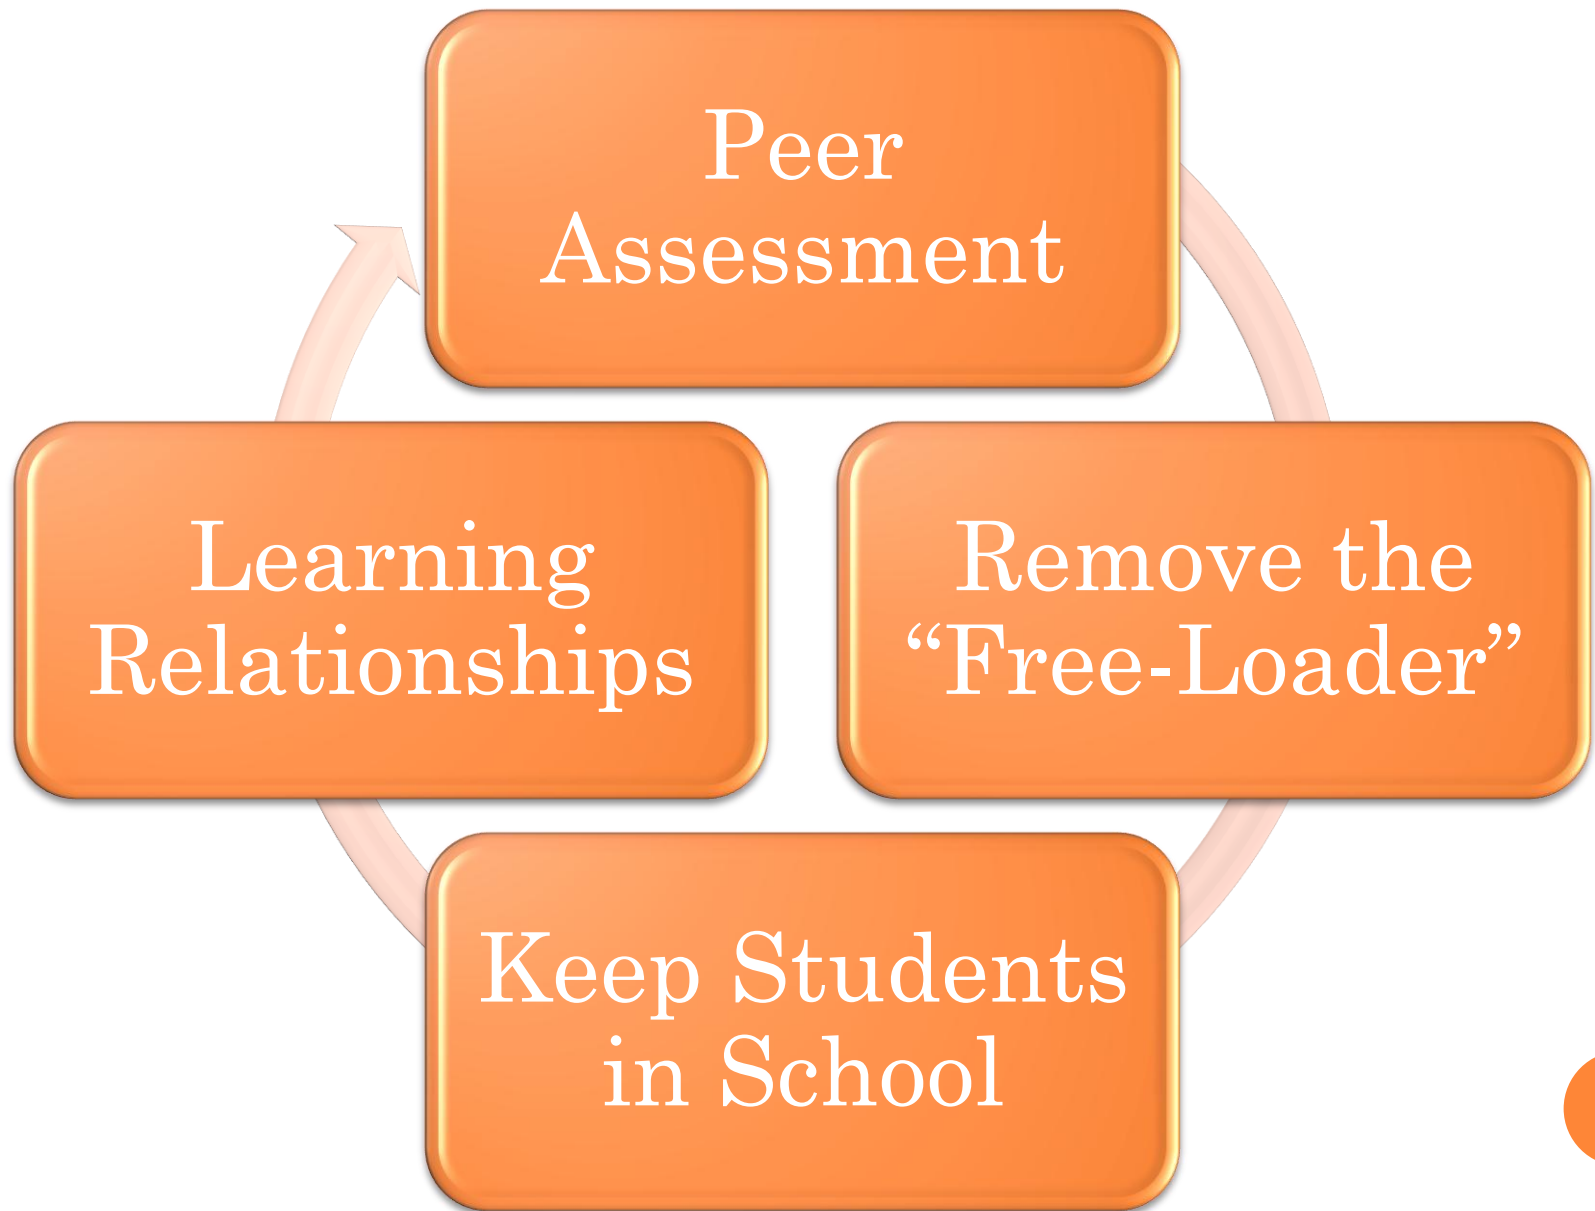 Peer
Assessment
Remove the
“Free-Loader”
Keep Students
in School
Learning
Relationships